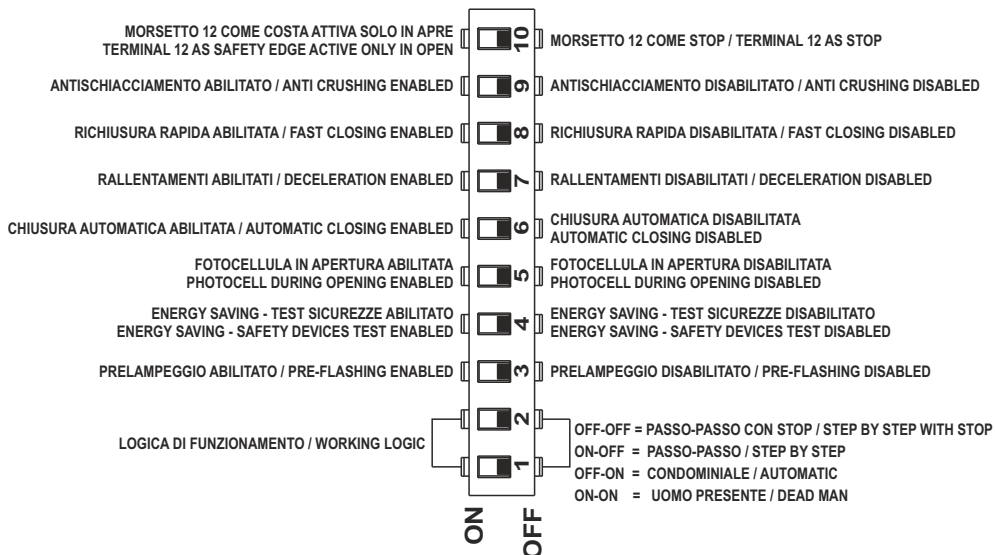 MORSETTO 12 COME COSTA ATTIVA SOLO IN APRE
TERMINAL 12 AS SAFETY EDGE ACTIVE ONLY IN OPEN
10
MORSETTO 12 COME STOP / TERMINAL 12 AS STOP
ANTISCHIACCIAMENTO ABILITATO / ANTI CRUSHING ENABLED
9
ANTISCHIACCIAMENTO DISABILITATO / ANTI CRUSHING DISABLED
RICHIUSURA RAPIDA ABILITATA / FAST CLOSING ENABLED
8
RICHIUSURA RAPIDA DISABILITATA / FAST CLOSING DISABLED
RALLENTAMENTI ABILITATI / DECELERATION ENABLED
7
RALLENTAMENTI DISABILITATI / DECELERATION DISABLED
CHIUSURA AUTOMATICA ABILITATA / AUTOMATIC CLOSING ENABLED
6
CHIUSURA AUTOMATICA DISABILITATA
AUTOMATIC CLOSING DISABLED
FOTOCELLULA IN APERTURA ABILITATA
PHOTOCELL DURING OPENING ENABLED
5
FOTOCELLULA IN APERTURA DISABILITATA
PHOTOCELL DURING OPENING DISABLED
ENERGY SAVING - TEST SICUREZZE ABILITATO
ENERGY SAVING - SAFETY DEVICES TEST ENABLED
4
ENERGY SAVING - TEST SICUREZZE DISABILITATO
ENERGY SAVING - SAFETY DEVICES TEST DISABLED
PRELAMPEGGIO ABILITATO / PRE-FLASHING ENABLED
3
PRELAMPEGGIO DISABILITATO / PRE-FLASHING DISABLED
LOGICA DI FUNZIONAMENTO / WORKING LOGIC
2
1
OFF-OFF = PASSO-PASSO CON STOP / STEP BY STEP WITH STOP
ON-OFF = PASSO-PASSO / STEP BY STEP
OFF-ON = CONDOMINIALE / AUTOMATIC
ON-ON = UOMO PRESENTE / DEAD MAN
ON
OFF